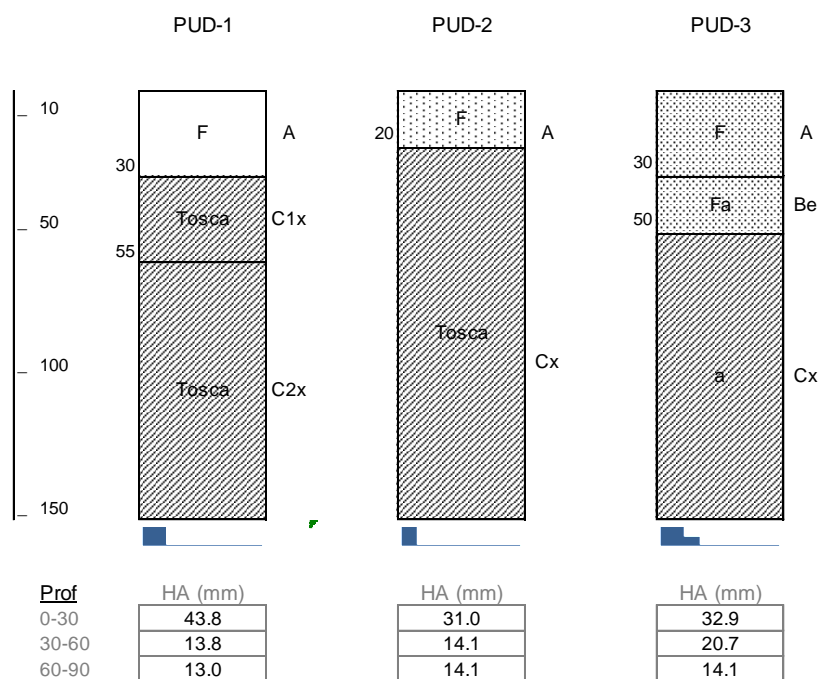 PUD-1 PUD-2 PUD-3
_ 10
F A
20 F A
F A
30
30
Tosca C1x
Fa Be
_ 50
50
55
Tosca Cx
_ 100
Tosca C2x
a Cx
_ 150
Prof HA (mm) HA (mm) HA (mm)
0-30 43.8 31.0 32.9
30-60 13.8 14.1 20.7
60-90 13.0 14.1 14.1